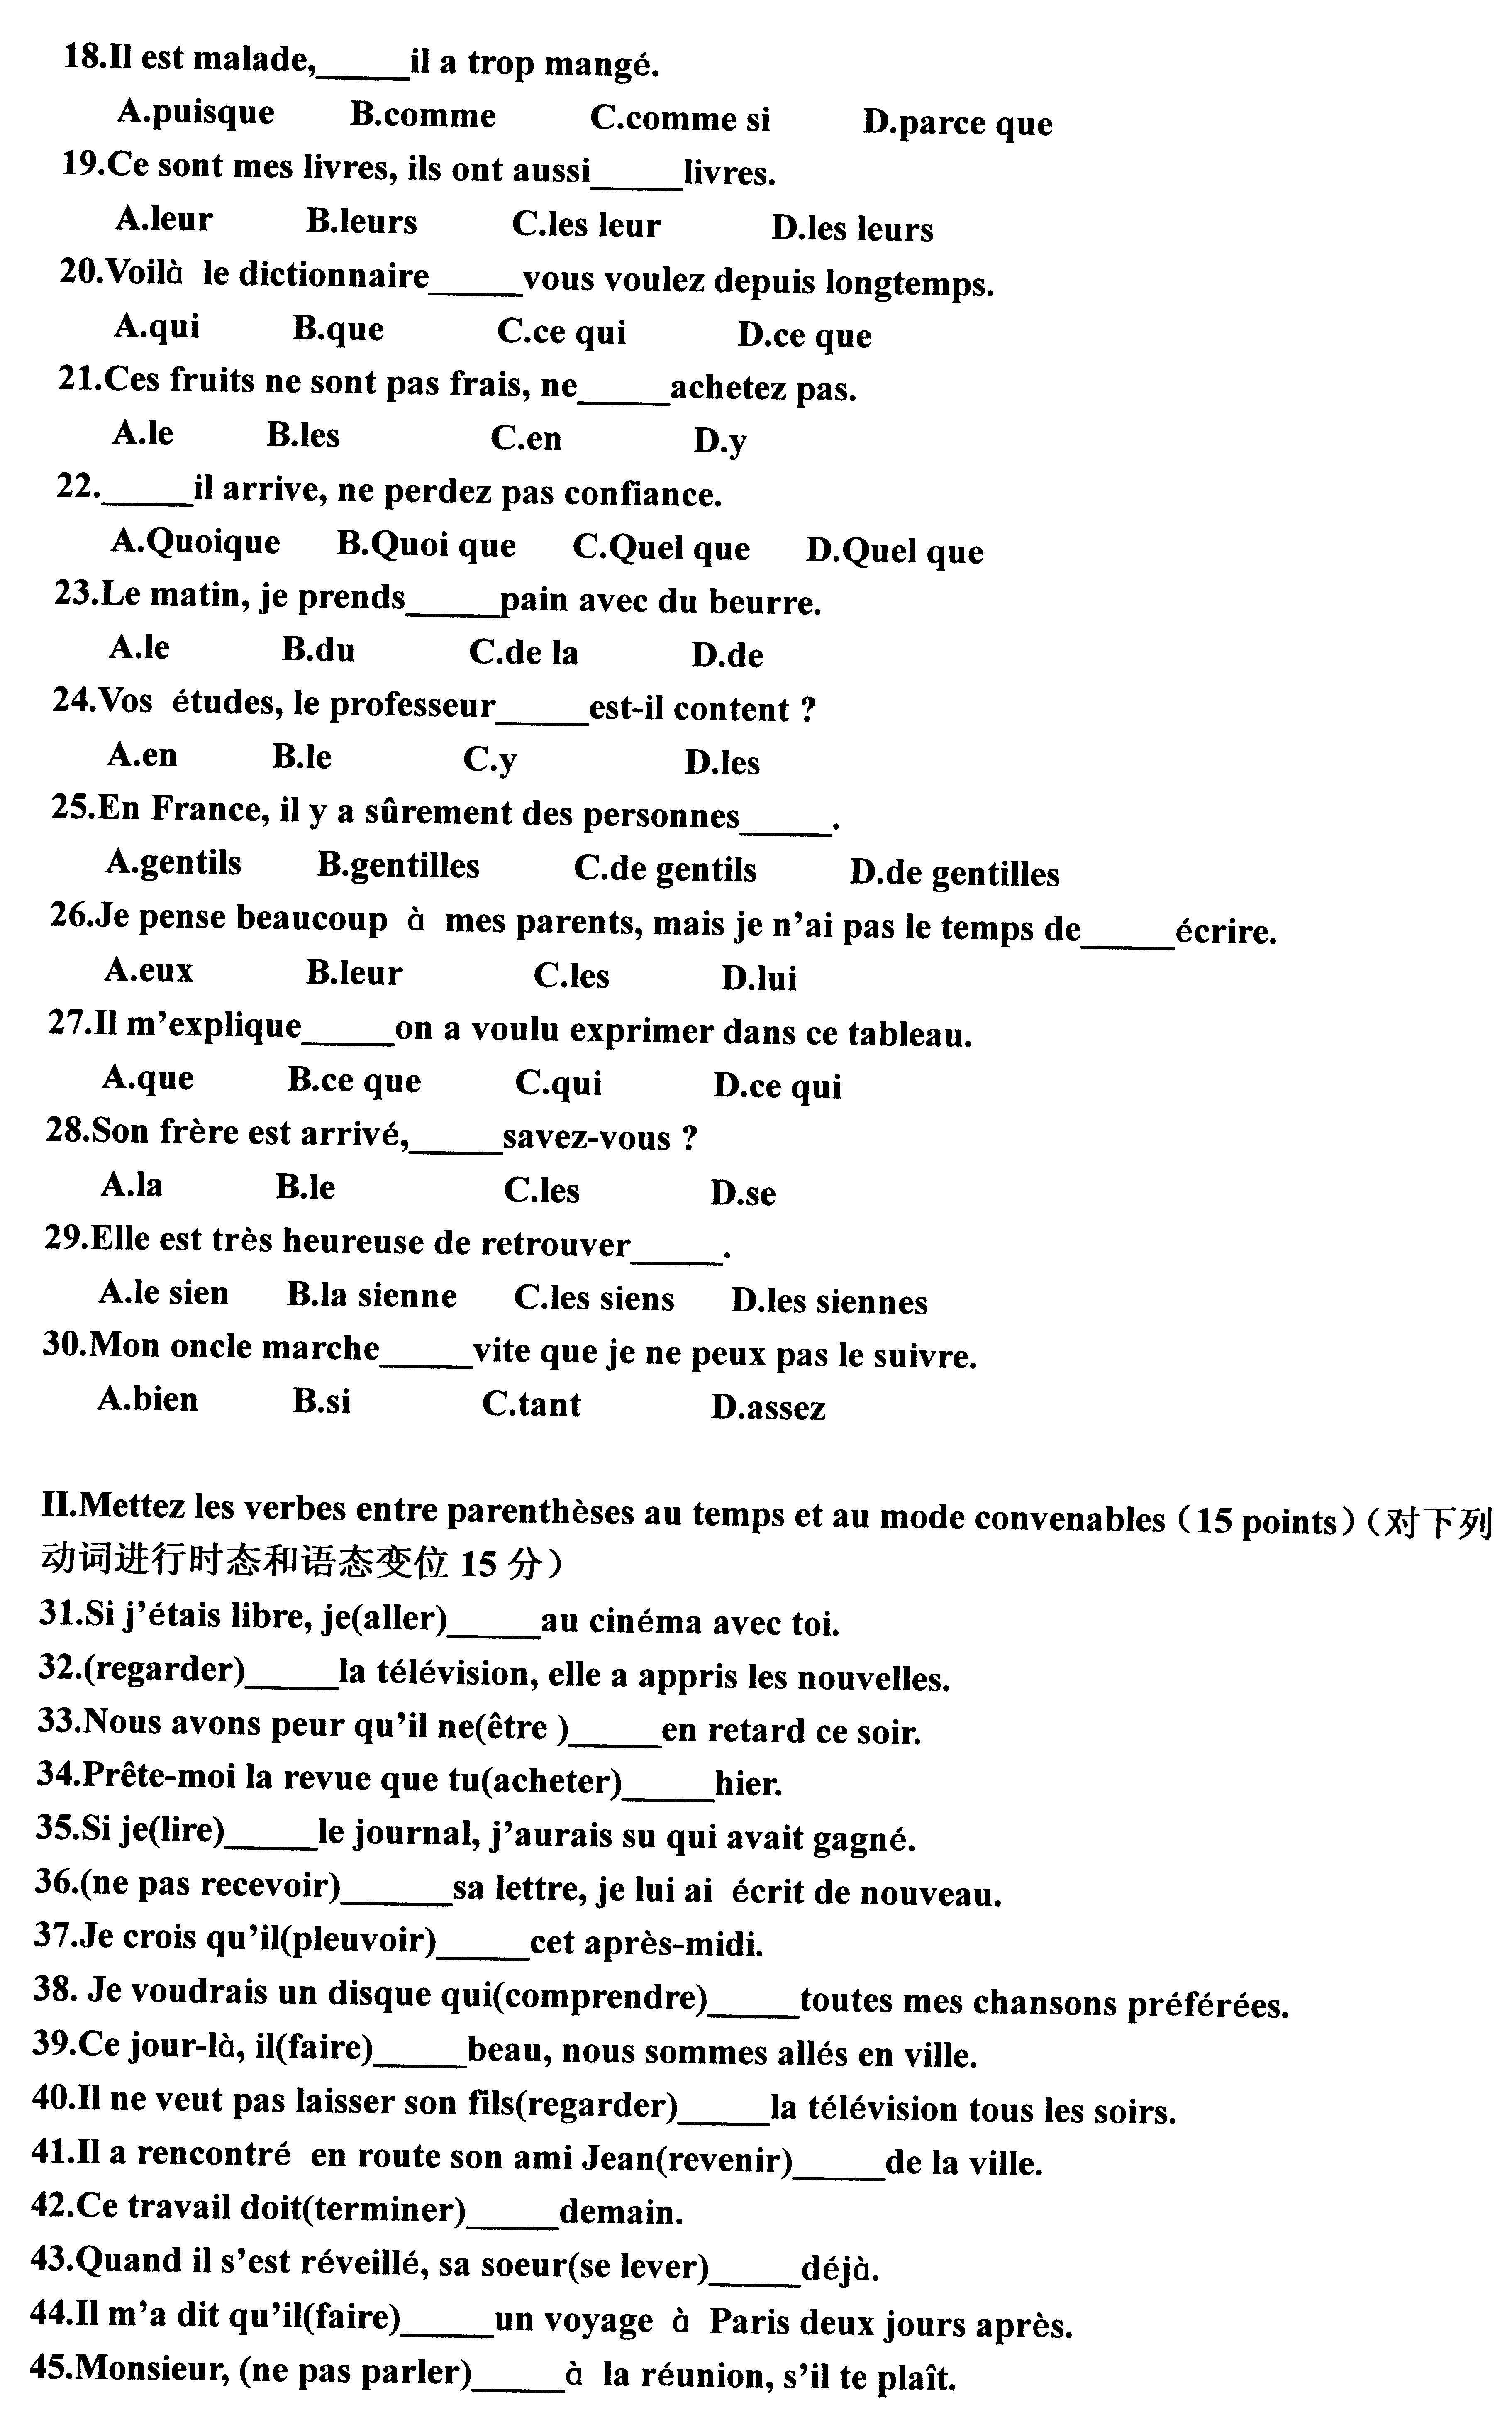 18.Il est malade,_____il a trop mangé.
A.puisque B.comme C.comme si D.parce que
19.Ce sont mes livres, ils ont aussi_____livres.
A.leur B.leurs C.les leur D.les leurs
20.Voilà le dictionnaire_____vous voulez depuis longtemps.
A.qui B.que C.ce qui D.ce que
21.Ces fruits ne sont pas frais, ne_____achetez pas.
A.le B.les C.en D.y
22._____il arrive, ne perdez pas confiance.
A.Quoique B.Quoi que C.Quel que D.Quel que
23.Le matin, je prends_____pain avec du beurre.
A.le B.du C.de la D.de
24.Vos études, le professeur_____est-il content ?
A.en B.le C.y D.les
25.En France, il y a sûrement des personnes_____.
A.gentils B.gentilles C.de gentils D.de gentilles
26.Je pense beaucoup à mes parents, mais je n’ai pas le temps de_____écrire.
A.eux B.leur C.les D.lui
27.Il m’explique_____on a voulu exprimer dans ce tableau.
A.que B.ce que C.qui D.ce qui
28.Son frère est arrivé,_____savez-vous ?
A.la B.le C.les D.se
29.Elle est très heureuse de retrouver_____.
A.le sien B.la sienne C.les siens D.les siennes
30.Mon oncle marche_____vite que je ne peux pas le suivre.
A.bien B.si C.tant D.assez
II.Mettez les verbes entre parenthèses au temps et au mode convenables（15 points）（对下列
动词进行时态和语态变位 15 分）
31.Si j’étais libre, je(aller)_____au cinéma avec toi.
32.(regarder)_____la télévision, elle a appris les nouvelles.
33.Nous avons peur qu’il ne(être )_____en retard ce soir.
34.Prête-moi la revue que tu(acheter)_____hier.
35.Si je(lire)_____le journal, j’aurais su qui avait gagné.
36.(ne pas recevoir)______sa lettre, je lui ai écrit de nouveau.
37.Je crois qu’il(pleuvoir)_____cet après-midi.
38. Je voudrais un disque qui(comprendre)_____toutes mes chansons préférées.
39.Ce jour-là, il(faire)_____beau, nous sommes allés en ville.
40.Il ne veut pas laisser son fils(regarder)_____la télévision tous les soirs.
41.Il a rencontré en route son ami Jean(revenir)_____de la ville.
42.Ce travail doit(terminer)_____demain.
43.Quand il s’est réveillé, sa soeur(se lever)_____déjà.
44.Il m’a dit qu’il(faire)_____un voyage à Paris deux jours après.
45.Monsieur, (ne pas parler)_____à la réunion, s’il te plaît.